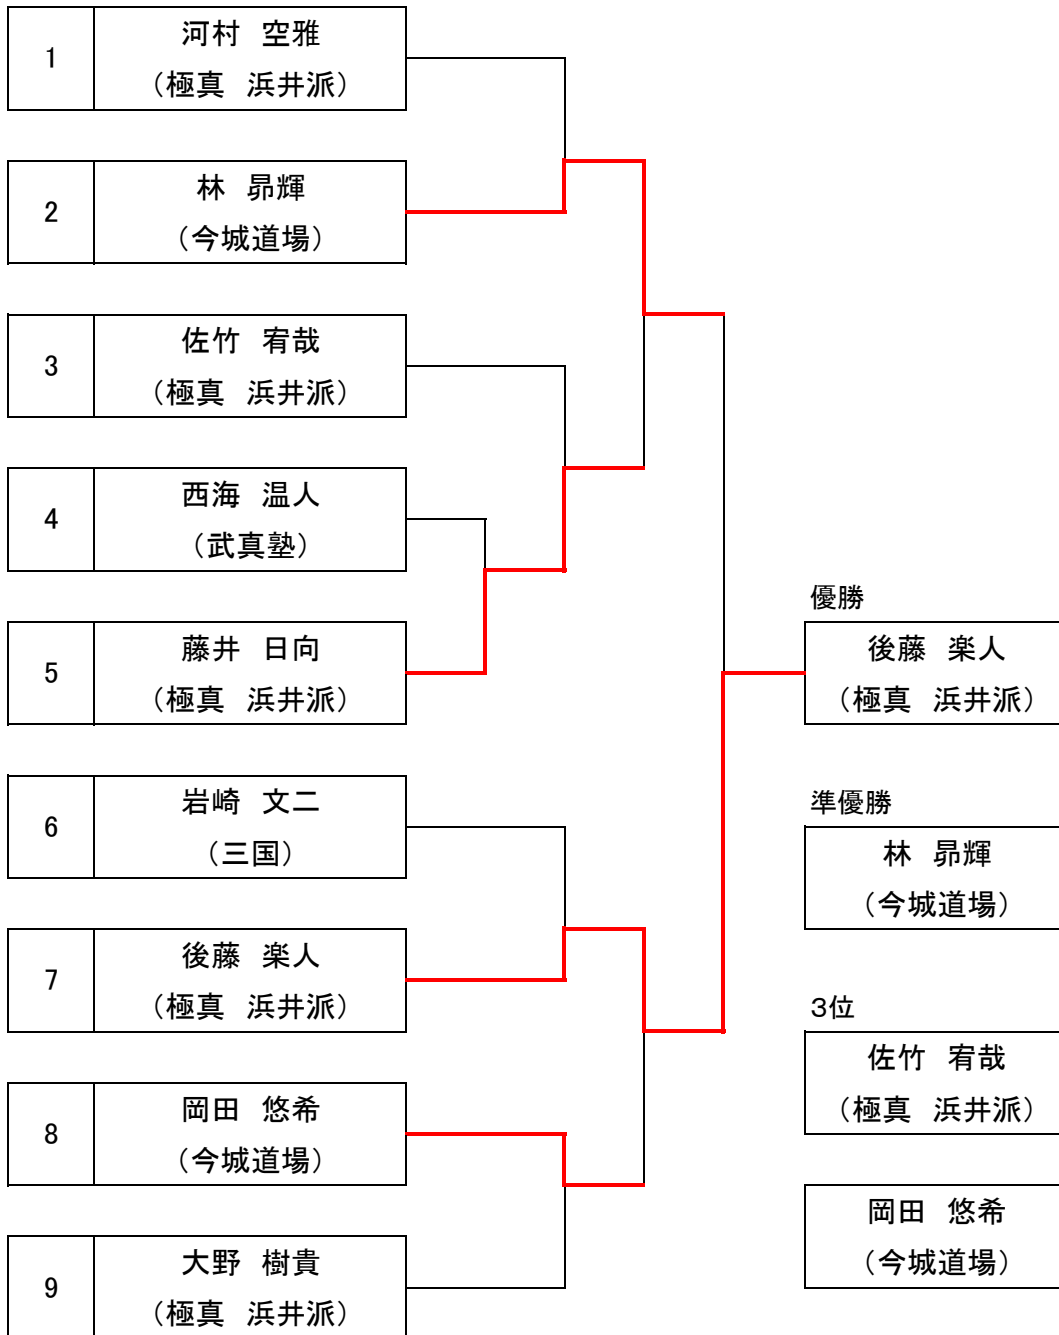 1
河村　空雅
（極真　浜井派）
2
林　昴輝
（今城道場）
3
佐竹　宥哉
（極真　浜井派）
4
西海　温人
（武真塾）
5
藤井　日向
（極真　浜井派）
6
岩崎　文二
（三国）
7
後藤　楽人
（極真　浜井派）
8
岡田　悠希
（今城道場）
9
大野　樹貴
（極真　浜井派）
優勝
後藤　楽人
（極真　浜井派）
準優勝
林　昴輝
（今城道場）
3位
佐竹　宥哉
（極真　浜井派）
岡田　悠希
（今城道場）